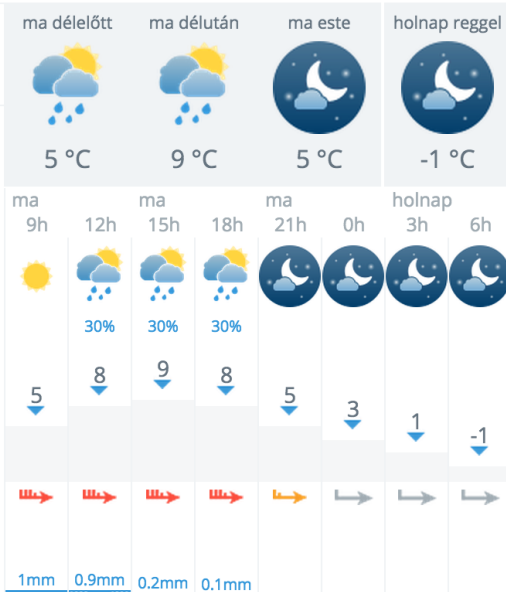 ma délelőtt ma délután ma este holnap reggel
5 °C 9 °C 5 °C -1 °C
ma ma ma holnap
9h 12h 15h 18h 21h 0h 3h 6h
30% 30% 30%
5 8 9 8 5 3 1 -1
1mm 0.9mm 0.2mm 0.1mm